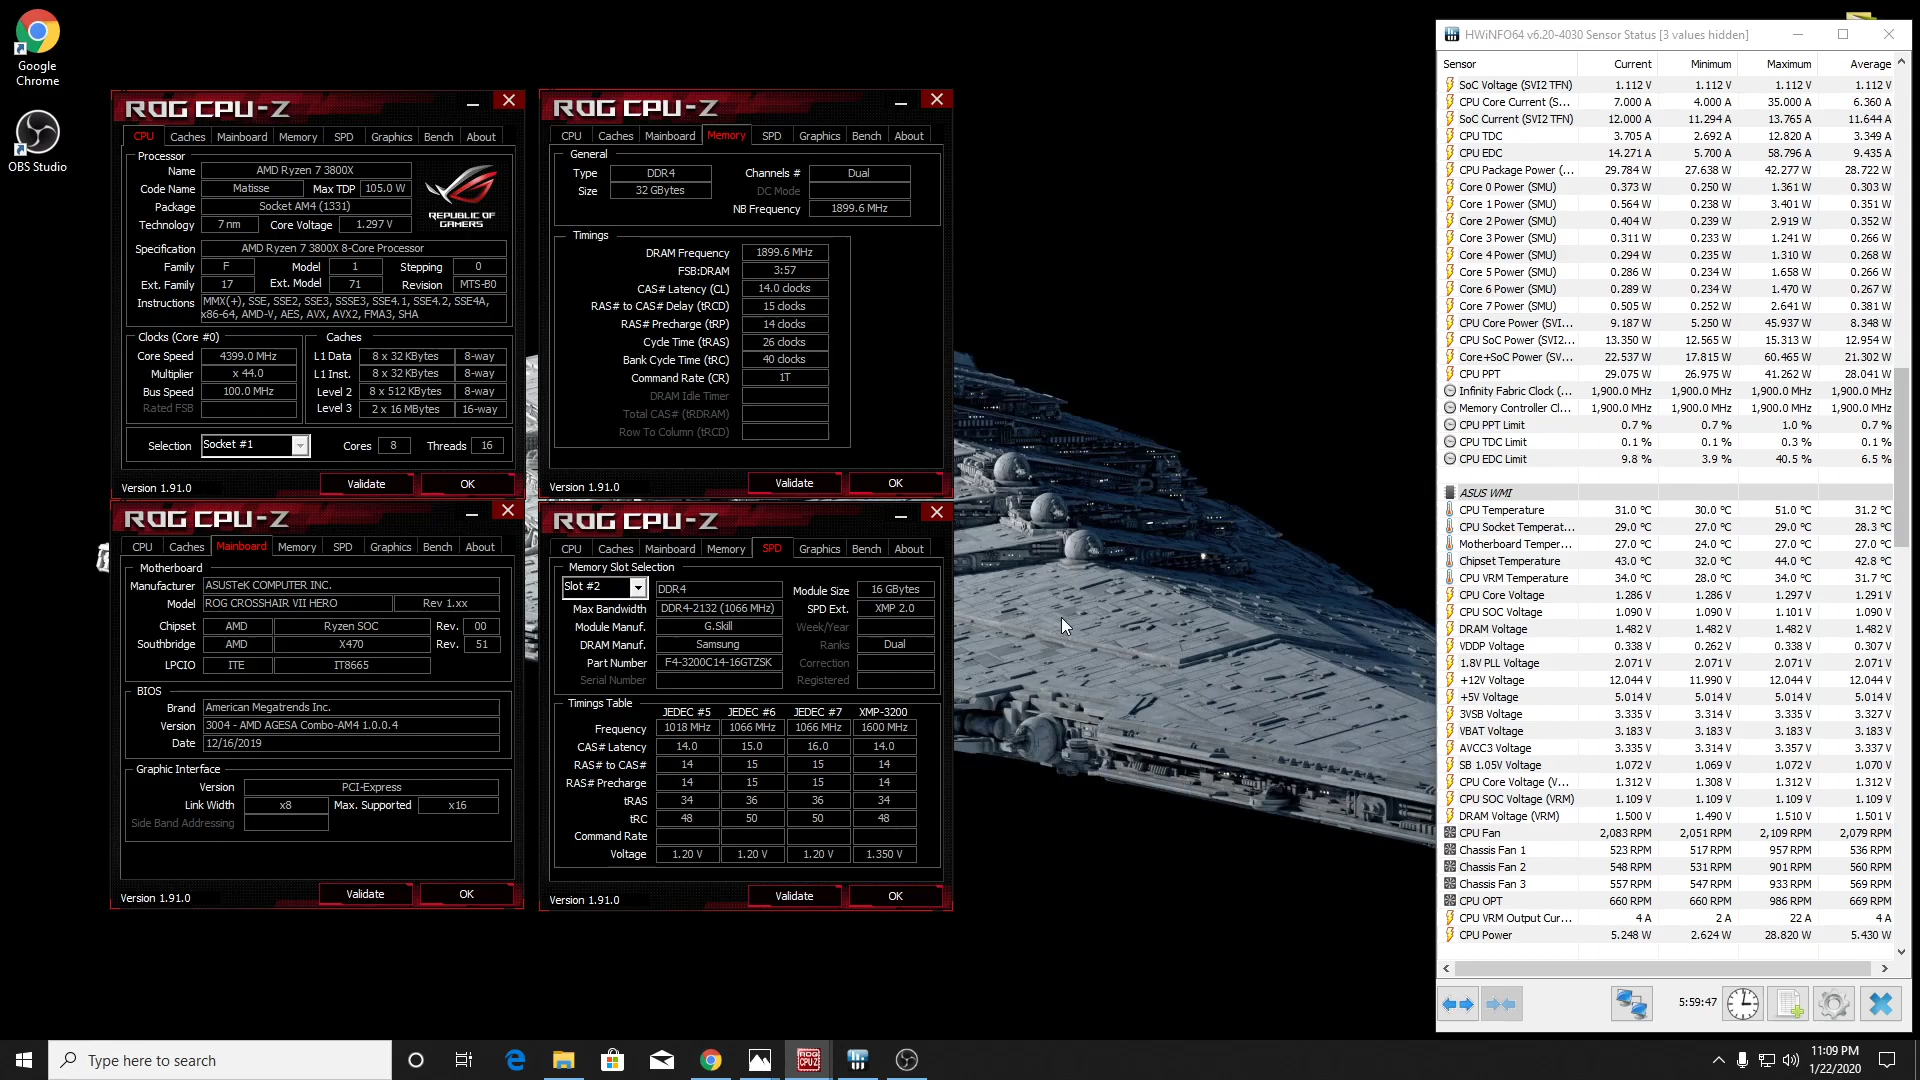 Google
Chrome
OBS Studio
ROG CPU-Z
CPU Caches Mainboard Memory SPD Graphics Bench About
Processor
Name AMD Ryzen 7 3800X
Code Name Matisse Max TDP 105.0 W
Package Socket AM4 (1331)
Technology 7 nm Core Voltage 1.297 V
REPUBLIC OF
GAMERS
Specification AMD Ryzen 7 3800X 8-Core Processor
Family F Model 1 Stepping 0
Ext. Family 17 Ext. Model 71 Revision MTS-B0
Instructions MMX(+), SSE, SSE2, SSE3, SSSE3, SSE4.1, SSE4.2, SSE4A,
x86-64, AMD-V, AES, AVX, AVX2, FMA3, SHA
Clocks (Core #0) Caches
Core Speed 4399.0 MHz L1 Data 8 x 32 KBytes 8-way
Multiplier x 44.0 L1 Inst. 8 x 32 KBytes 8-way
Bus Speed 100.0 MHz Level 2 8 x 512 KBytes 8-way
Rated FSB Level 3 2 x 16 MBytes 16-way
Selection Socket #1 Cores 8 Threads 16
Version 1.91.0 Validate OK
ROG CPU-Z
CPU Caches Mainboard Memory SPD Graphics Bench About
General
Type DDR4 Channels # Dual
Size 32 GBytes DC Mode
NB Frequency 1899.6 MHz
Timings
DRAM Frequency 1899.6 MHz
FSB:DRAM 3:57
CAS# Latency (CL) 14.0 clocks
RAS# to CAS# Delay (tRCD) 15 clocks
RAS# Precharge (tRP) 14 clocks
Cycle Time (tRAS) 26 clocks
Bank Cycle Time (tRC) 40 clocks
Command Rate (CR) 1T
DRAM Idle Timer
Total CAS# (tRDRAM)
Row To Column (tRCD)
Version 1.91.0 Validate OK
ROG CPU-Z
CPU Caches Mainboard Memory SPD Graphics Bench About
Motherboard
Manufacturer ASUSTeK COMPUTER INC.
Model ROG CROSSHAIR VII HERO Rev 1.xx
Chipset AMD Ryzen SOC Rev. 00
Southbridge AMD X470 Rev. 51
LPCIO ITE IT8665
BIOS
Brand American Megatrends Inc.
Version 3004 - AMD AGESA Combo-AM4 1.0.0.4
Date 12/16/2019
Graphic Interface
Version PCI-Express
Link Width x8 Max. Supported x16
Side Band Addressing
Version 1.91.0 Validate OK
ROG CPU-Z
CPU Caches Mainboard Memory SPD Graphics Bench About
Memory Slot Selection
Slot #2 DDR4 Module Size 16 GBytes
Max Bandwidth DDR4-2132 (1066 MHz) SPD Ext. XMP 2.0
Module Manuf. G.Skill Week/Year
DRAM Manuf. Samsung Ranks Dual
Part Number F4-3200C14-16GTZSK Correction
Serial Number Registered
Timings Table
JEDEC #5 JEDEC #6 JEDEC #7 XMP-3200
Frequency 1018 MHz 1066 MHz 1066 MHz 1600 MHz
CAS# Latency 14.0 15.0 16.0 14.0
RAS# to CAS# 14 15 15 14
RAS# Precharge 14 15 15 14
tRAS 34 36 36 34
tRC 48 50 50 48
Command Rate
Voltage 1.20 V 1.20 V 1.20 V 1.350 V
Version 1.91.0 Validate OK
HWiNFO64 v6.20-4030 Sensor Status [3 values hidden]
Sensor Current Minimum Maximum Average
SoC Voltage (SVI2 TFN) 1.112 V 1.112 V 1.112 V 1.112 V
CPU Core Current (S... 7.000 A 4.000 A 35.000 A 6.360 A
SoC Current (SVI2 TFN) 12.000 A 11.294 A 13.765 A 11.644 A
CPU TDC 3.705 A 2.692 A 12.820 A 3.349 A
CPU EDC 14.271 A 5.700 A 58.796 A 9.435 A
CPU Package Power (... 29.784 W 27.638 W 42.277 W 28.722 W
Core 0 Power (SMU) 0.373 W 0.250 W 1.361 W 0.303 W
Core 1 Power (SMU) 0.564 W 0.238 W 3.401 W 0.351 W
Core 2 Power (SMU) 0.404 W 0.239 W 2.919 W 0.352 W
Core 3 Power (SMU) 0.311 W 0.233 W 1.241 W 0.266 W
Core 4 Power (SMU) 0.294 W 0.235 W 1.310 W 0.268 W
Core 5 Power (SMU) 0.286 W 0.234 W 1.658 W 0.266 W
Core 6 Power (SMU) 0.289 W 0.234 W 1.470 W 0.267 W
Core 7 Power (SMU) 0.505 W 0.252 W 2.641 W 0.381 W
CPU Core Power (SVI... 9.187 W 5.250 W 45.937 W 8.348 W
CPU SoC Power (SVI2... 13.350 W 12.565 W 15.313 W 12.954 W
Core+SoC Power (SV... 22.537 W 17.815 W 60.465 W 21.302 W
CPU PPT 29.075 W 26.975 W 41.262 W 28.041 W
Infinity Fabric Clock (... 1,900.0 MHz 1,900.0 MHz 1,900.0 MHz 1,900.0 MHz
Memory Controller Cl... 1,900.0 MHz 1,900.0 MHz 1,900.0 MHz 1,900.0 MHz
CPU PPT Limit 0.7 % 0.7 % 1.0 % 0.7 %
CPU TDC Limit 0.1 % 0.1 % 0.3 % 0.1 %
CPU EDC Limit 9.8 % 3.9 % 40.5 % 6.5 %
ASUS WMI
CPU Temperature 31.0 ºC 30.0 ºC 51.0 ºC 31.2 ºC
CPU Socket Temperat... 29.0 ºC 27.0 ºC 29.0 ºC 28.3 ºC
Motherboard Temper... 27.0 ºC 24.0 ºC 27.0 ºC 27.0 ºC
Chipset Temperature 43.0 ºC 32.0 ºC 44.0 ºC 42.8 ºC
CPU VRM Temperature 34.0 ºC 28.0 ºC 34.0 ºC 31.7 ºC
CPU Core Voltage 1.286 V 1.286 V 1.297 V 1.291 V
CPU SOC Voltage 1.090 V 1.090 V 1.101 V 1.090 V
DRAM Voltage 1.482 V 1.482 V 1.482 V 1.482 V
VDDP Voltage 0.338 V 0.262 V 0.338 V 0.307 V
1.8V PLL Voltage 2.071 V 2.071 V 2.071 V 2.071 V
+12V Voltage 12.044 V 11.990 V 12.044 V 12.044 V
+5V Voltage 5.014 V 5.014 V 5.014 V 5.014 V
3VSB Voltage 3.335 V 3.314 V 3.335 V 3.327 V
VBAT Voltage 3.183 V 3.183 V 3.183 V 3.183 V
AVCC3 Voltage 3.335 V 3.314 V 3.357 V 3.337 V
SB 1.05V Voltage 1.072 V 1.069 V 1.072 V 1.070 V
CPU Core Voltage (V... 1.312 V 1.308 V 1.312 V 1.312 V
CPU SOC Voltage (VRM) 1.109 V 1.109 V 1.109 V 1.109 V
DRAM Voltage (VRM) 1.500 V 1.490 V 1.510 V 1.501 V
CPU Fan 2,083 RPM 2,051 RPM 2,109 RPM 2,079 RPM
Chassis Fan 1 523 RPM 517 RPM 957 RPM 536 RPM
Chassis Fan 2 548 RPM 531 RPM 901 RPM 560 RPM
Chassis Fan 3 557 RPM 547 RPM 933 RPM 569 RPM
CPU OPT 660 RPM 660 RPM 986 RPM 669 RPM
CPU VRM Output Cur... 4 A 2 A 22 A 4 A
CPU Power 5.248 W 2.624 W 28.820 W 5.430 W
5:59:47
Type here to search
ROG
CPU-Z
11:09 PM
1/22/2020